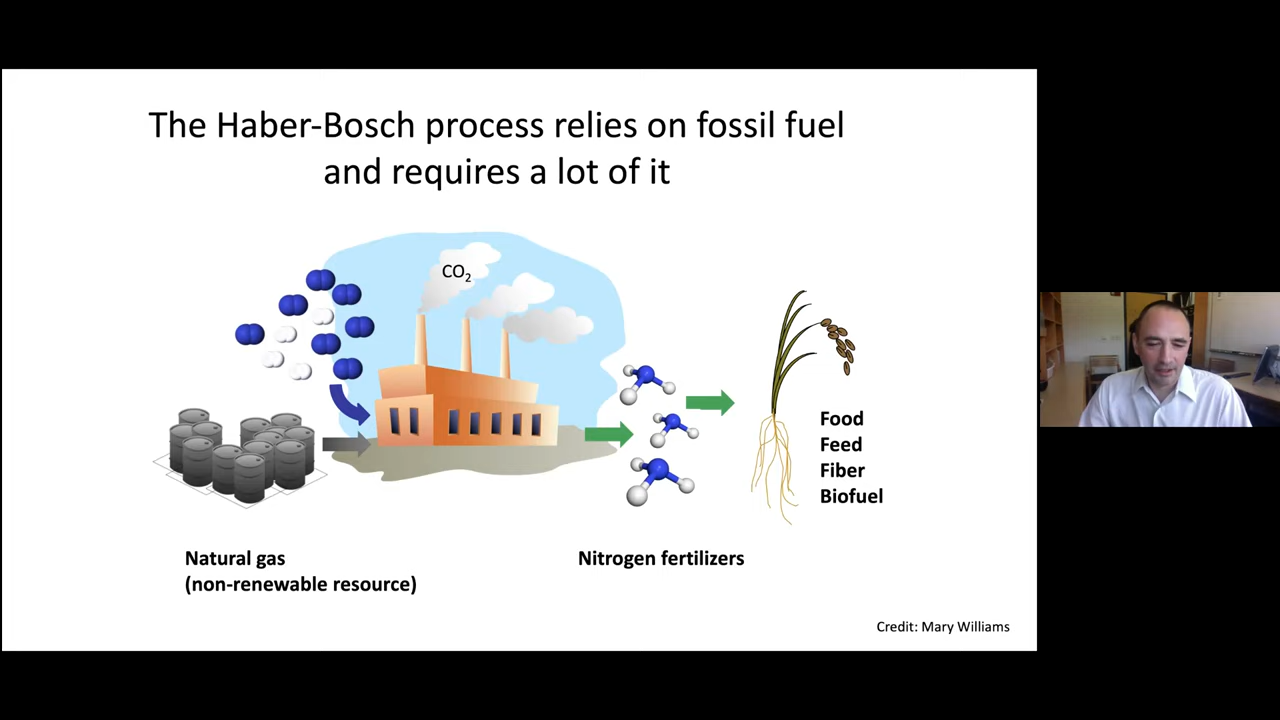 The Haber-Bosch process relies on fossil fuel
and requires a lot of it
CO₂
Food
Feed
Fiber
Biofuel
Natural gas
(non-renewable resource)
Nitrogen fertilizers
Credit: Mary Williams